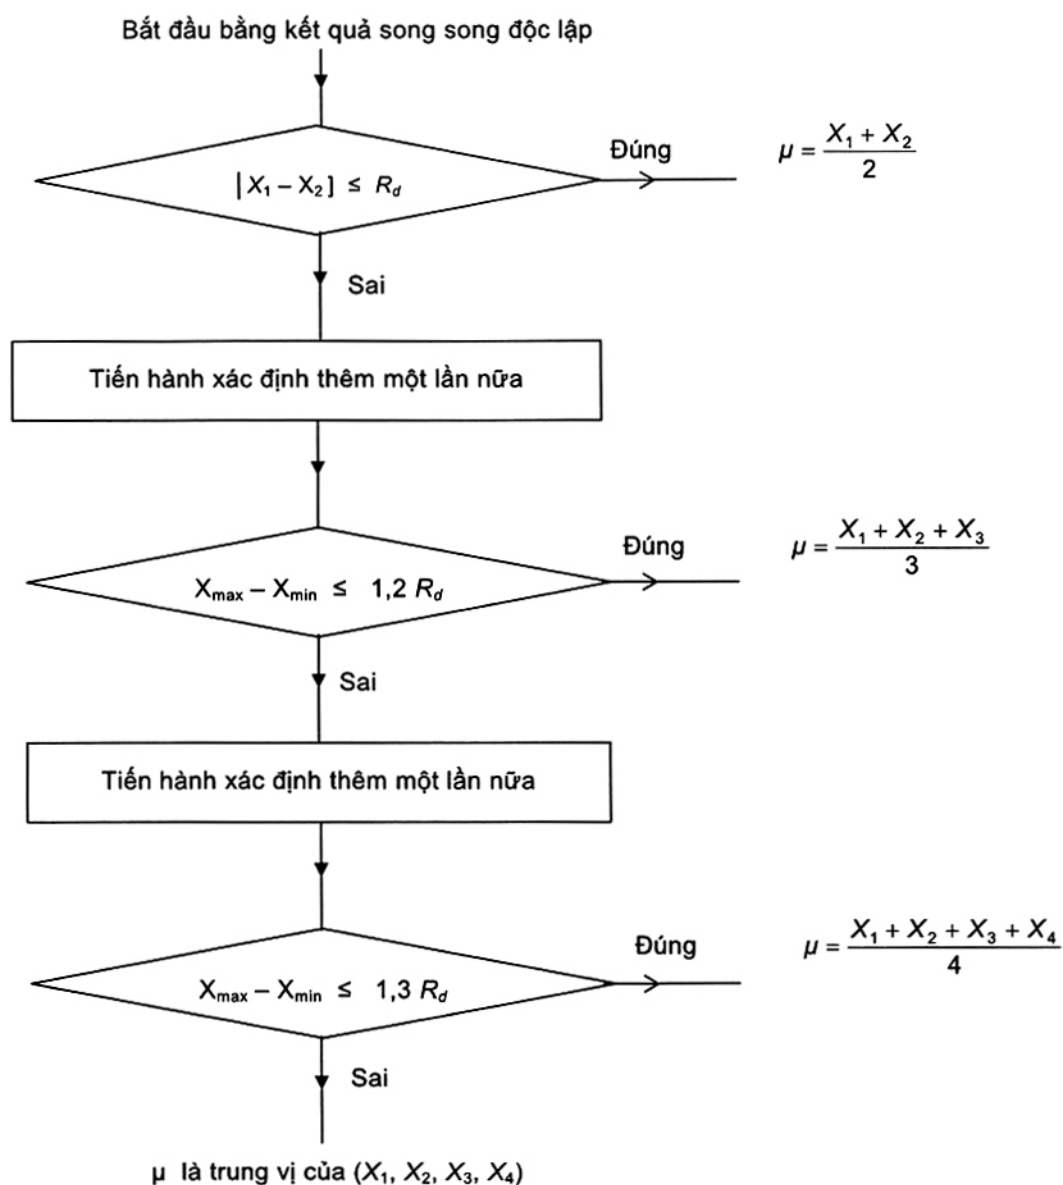 Bắt đầu bằng kết quả song song độc lập
|X₁ – X₂] ≤ R_d
Đúng
μ = (X₁ + X₂)/2
Sai
Tiến hành xác định thêm một lần nữa
X_max – X_min ≤ 1,2 R_d
Đúng
μ = (X₁ + X₂ + X₃)/3
Sai
Tiến hành xác định thêm một lần nữa
X_max – X_min ≤ 1,3 R_d
Đúng
μ = (X₁ + X₂ + X₃ + X₄)/4
Sai
μ là trung vị của (X₁, X₂, X₃, X₄)